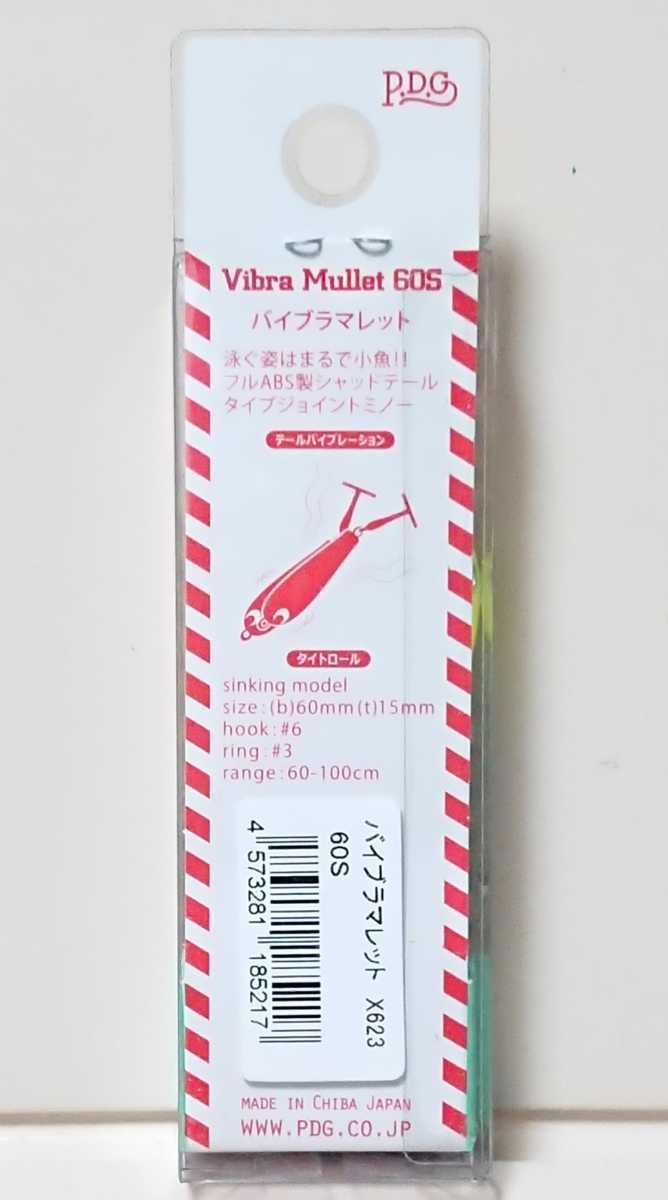 P.D.G
Vibra Mullet 60S
バイブラマレット
泳ぐ姿はまるで小魚!!
フルABS製シャッドテール
タイプジョイントミノー
テールバイブレーション
タイトロール
sinking model
size:(b)60mm(t)15mm
hook:#6
ring:#3
range:60-100cm
バイブラマレット X623
60S
4 573281 185217
MADE IN CHIBA JAPAN
WWW.PDG.CO.JP